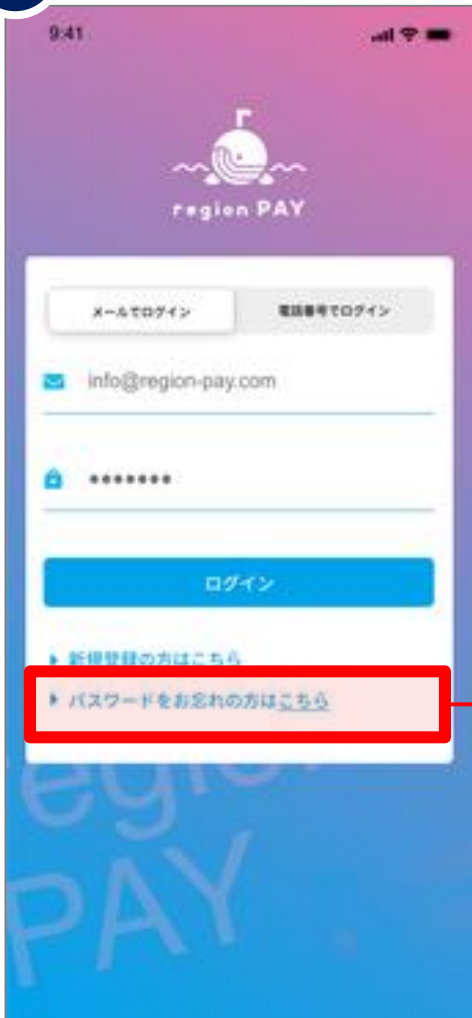 9:41
region PAY
メールでログイン
電話番号でログイン
info@region-pay.com
•••••••
ログイン
新規登録の方はこちら
パスワードをお忘れの方はこちら
region
PAY